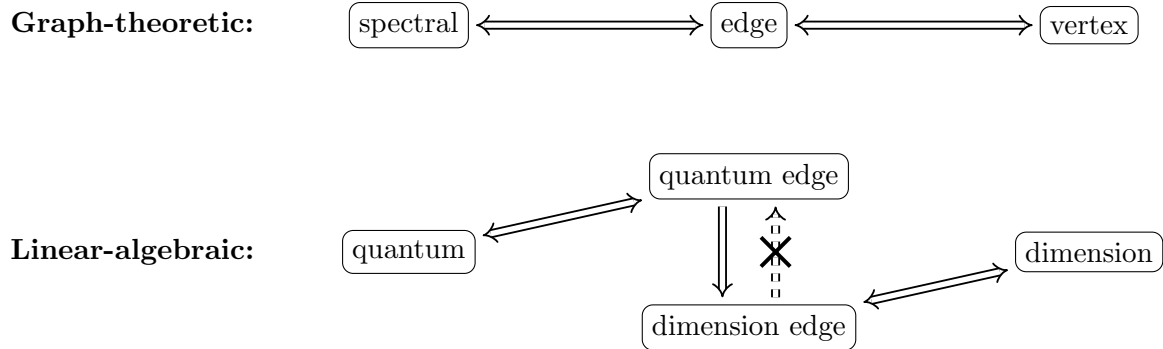 Graph-theoretic: spectral edge vertex
quantum edge
Linear-algebraic: quantum dimension
dimension edge